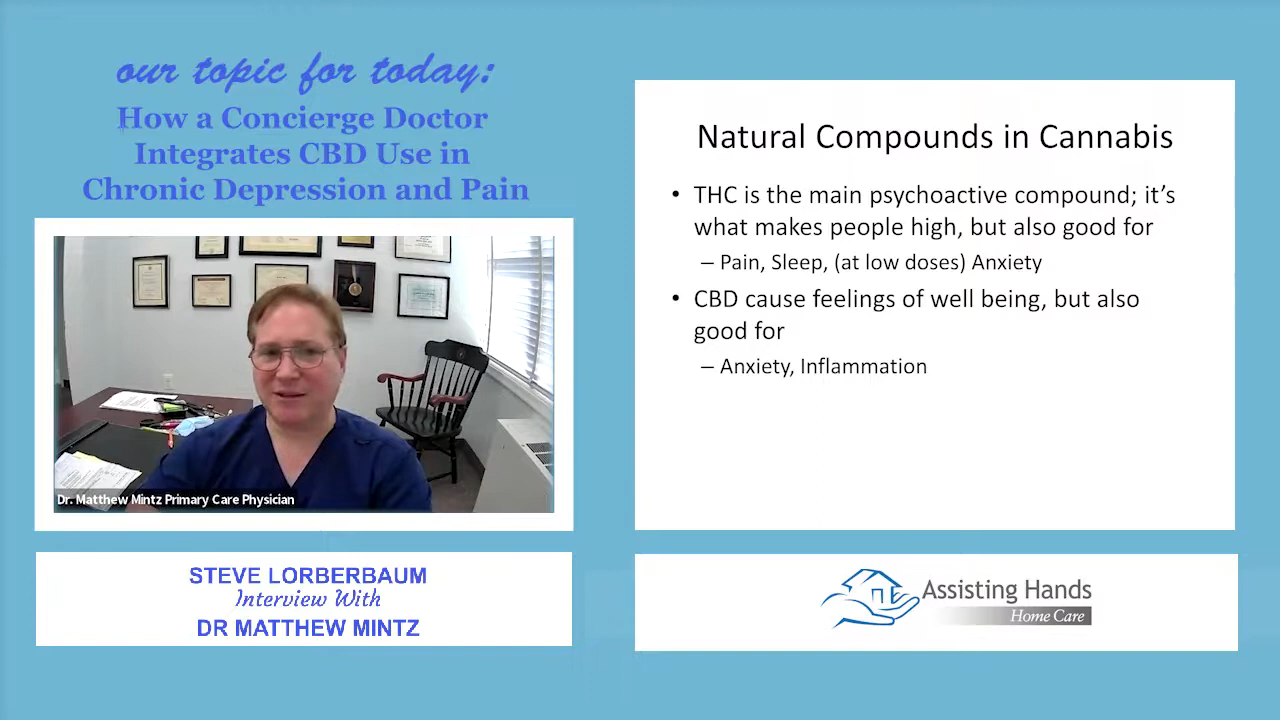 our topic for today:
How a Concierge Doctor
Integrates CBD Use in
Chronic Depression and Pain
Dr. Matthew Mintz Primary Care Physician
STEVE LORBERBAUM
Interview With
DR MATTHEW MINTZ
Natural Compounds in Cannabis
• THC is the main psychoactive compound; it's
what makes people high, but also good for
– Pain, Sleep, (at low doses) Anxiety
• CBD cause feelings of well being, but also
good for
– Anxiety, Inflammation
Assisting Hands
Home Care